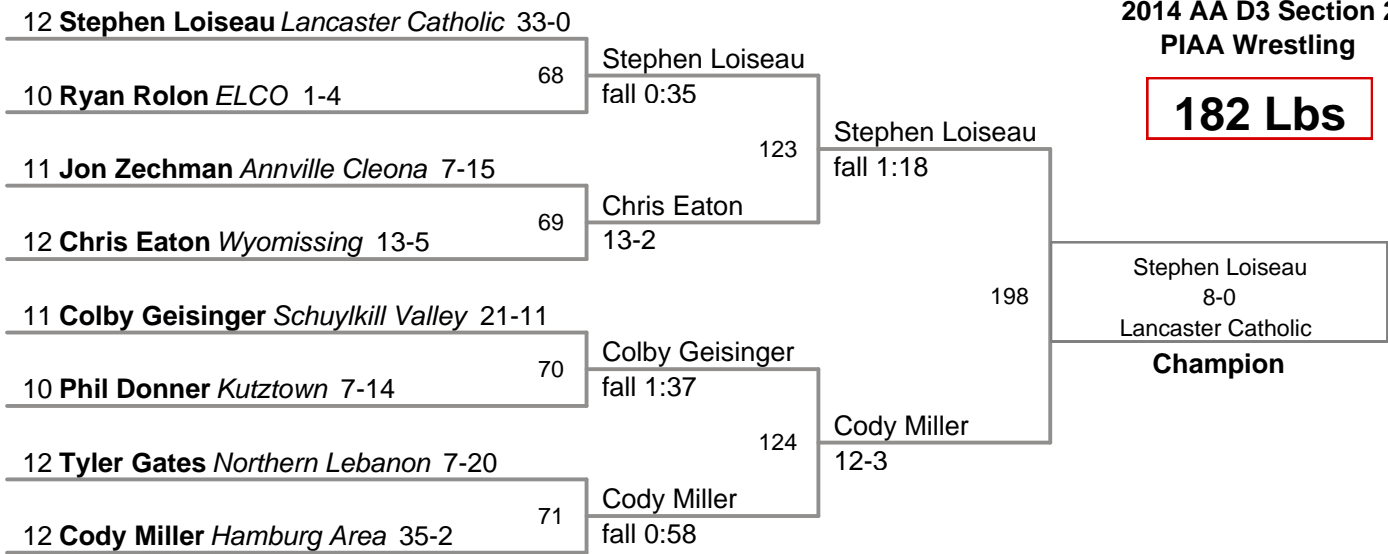 12 Stephen Loiseau Lancaster Catholic 33-0
2014 AA D3 Section 2
PIAA Wrestling
182 Lbs
68
Stephen Loiseau
fall 0:35
10 Ryan Rolon ELCO 1-4
123
Stephen Loiseau
fall 1:18
11 Jon Zechman Annville Cleona 7-15
69
Chris Eaton
13-2
12 Chris Eaton Wyomissing 13-5
198
Stephen Loiseau
8-0
Lancaster Catholic
Champion
11 Colby Geisinger Schuylkill Valley 21-11
70
Colby Geisinger
fall 1:37
10 Phil Donner Kutztown 7-14
124
Cody Miller
12-3
12 Tyler Gates Northern Lebanon 7-20
71
Cody Miller
fall 0:58
12 Cody Miller Hamburg Area 35-2